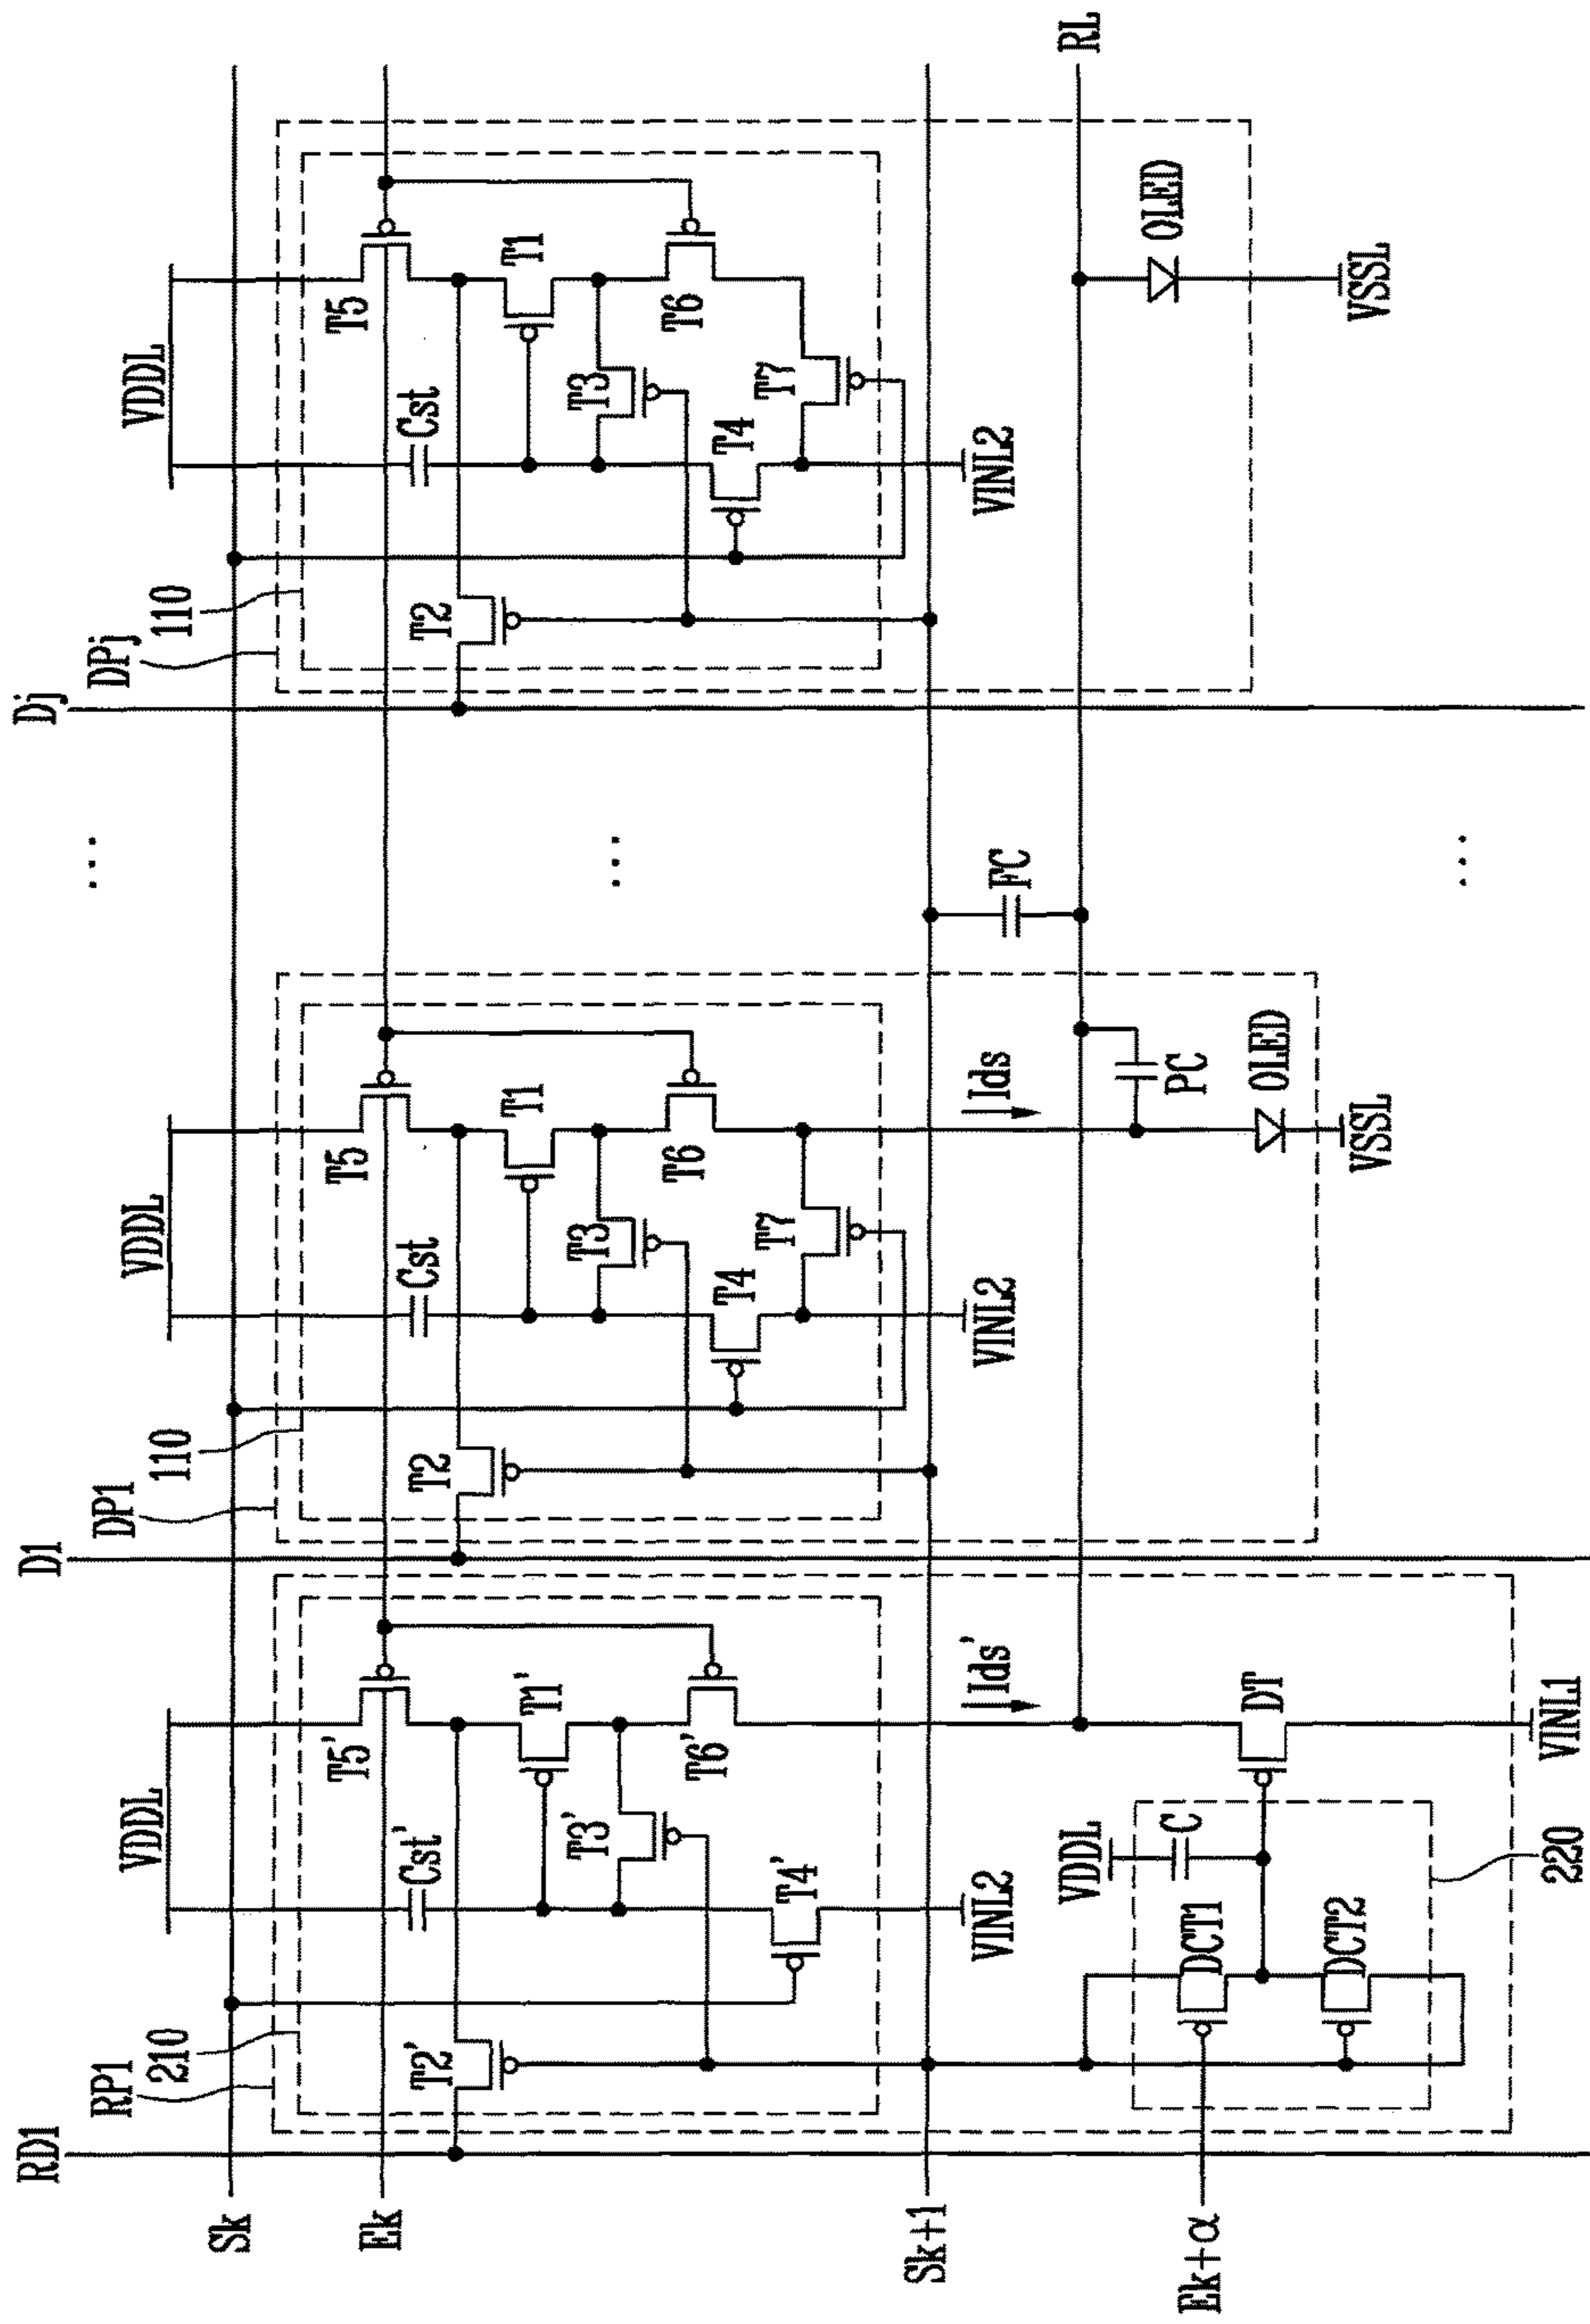 RD1
D1
Dj
RP1
210
DP1
110
DPj
110
VDDL
VDDL
VDDL
Sk
Ek
T5'
T5
T5
Cst'
Cst
Cst
T2'
T1'
T2
T1
T2
T1
T3'
T3
T3
T6'
T6
T6
T4'
T4
T7
T4
T7
Sk+1
VINL2
Ids'
VINL2
Ids
VINL2
FC
RL
VDDL
C
PC
OLED
OLED
Ek+α
DCT1
DT
DCT2
VSSL
VSSL
220
VINL1
...
...
...